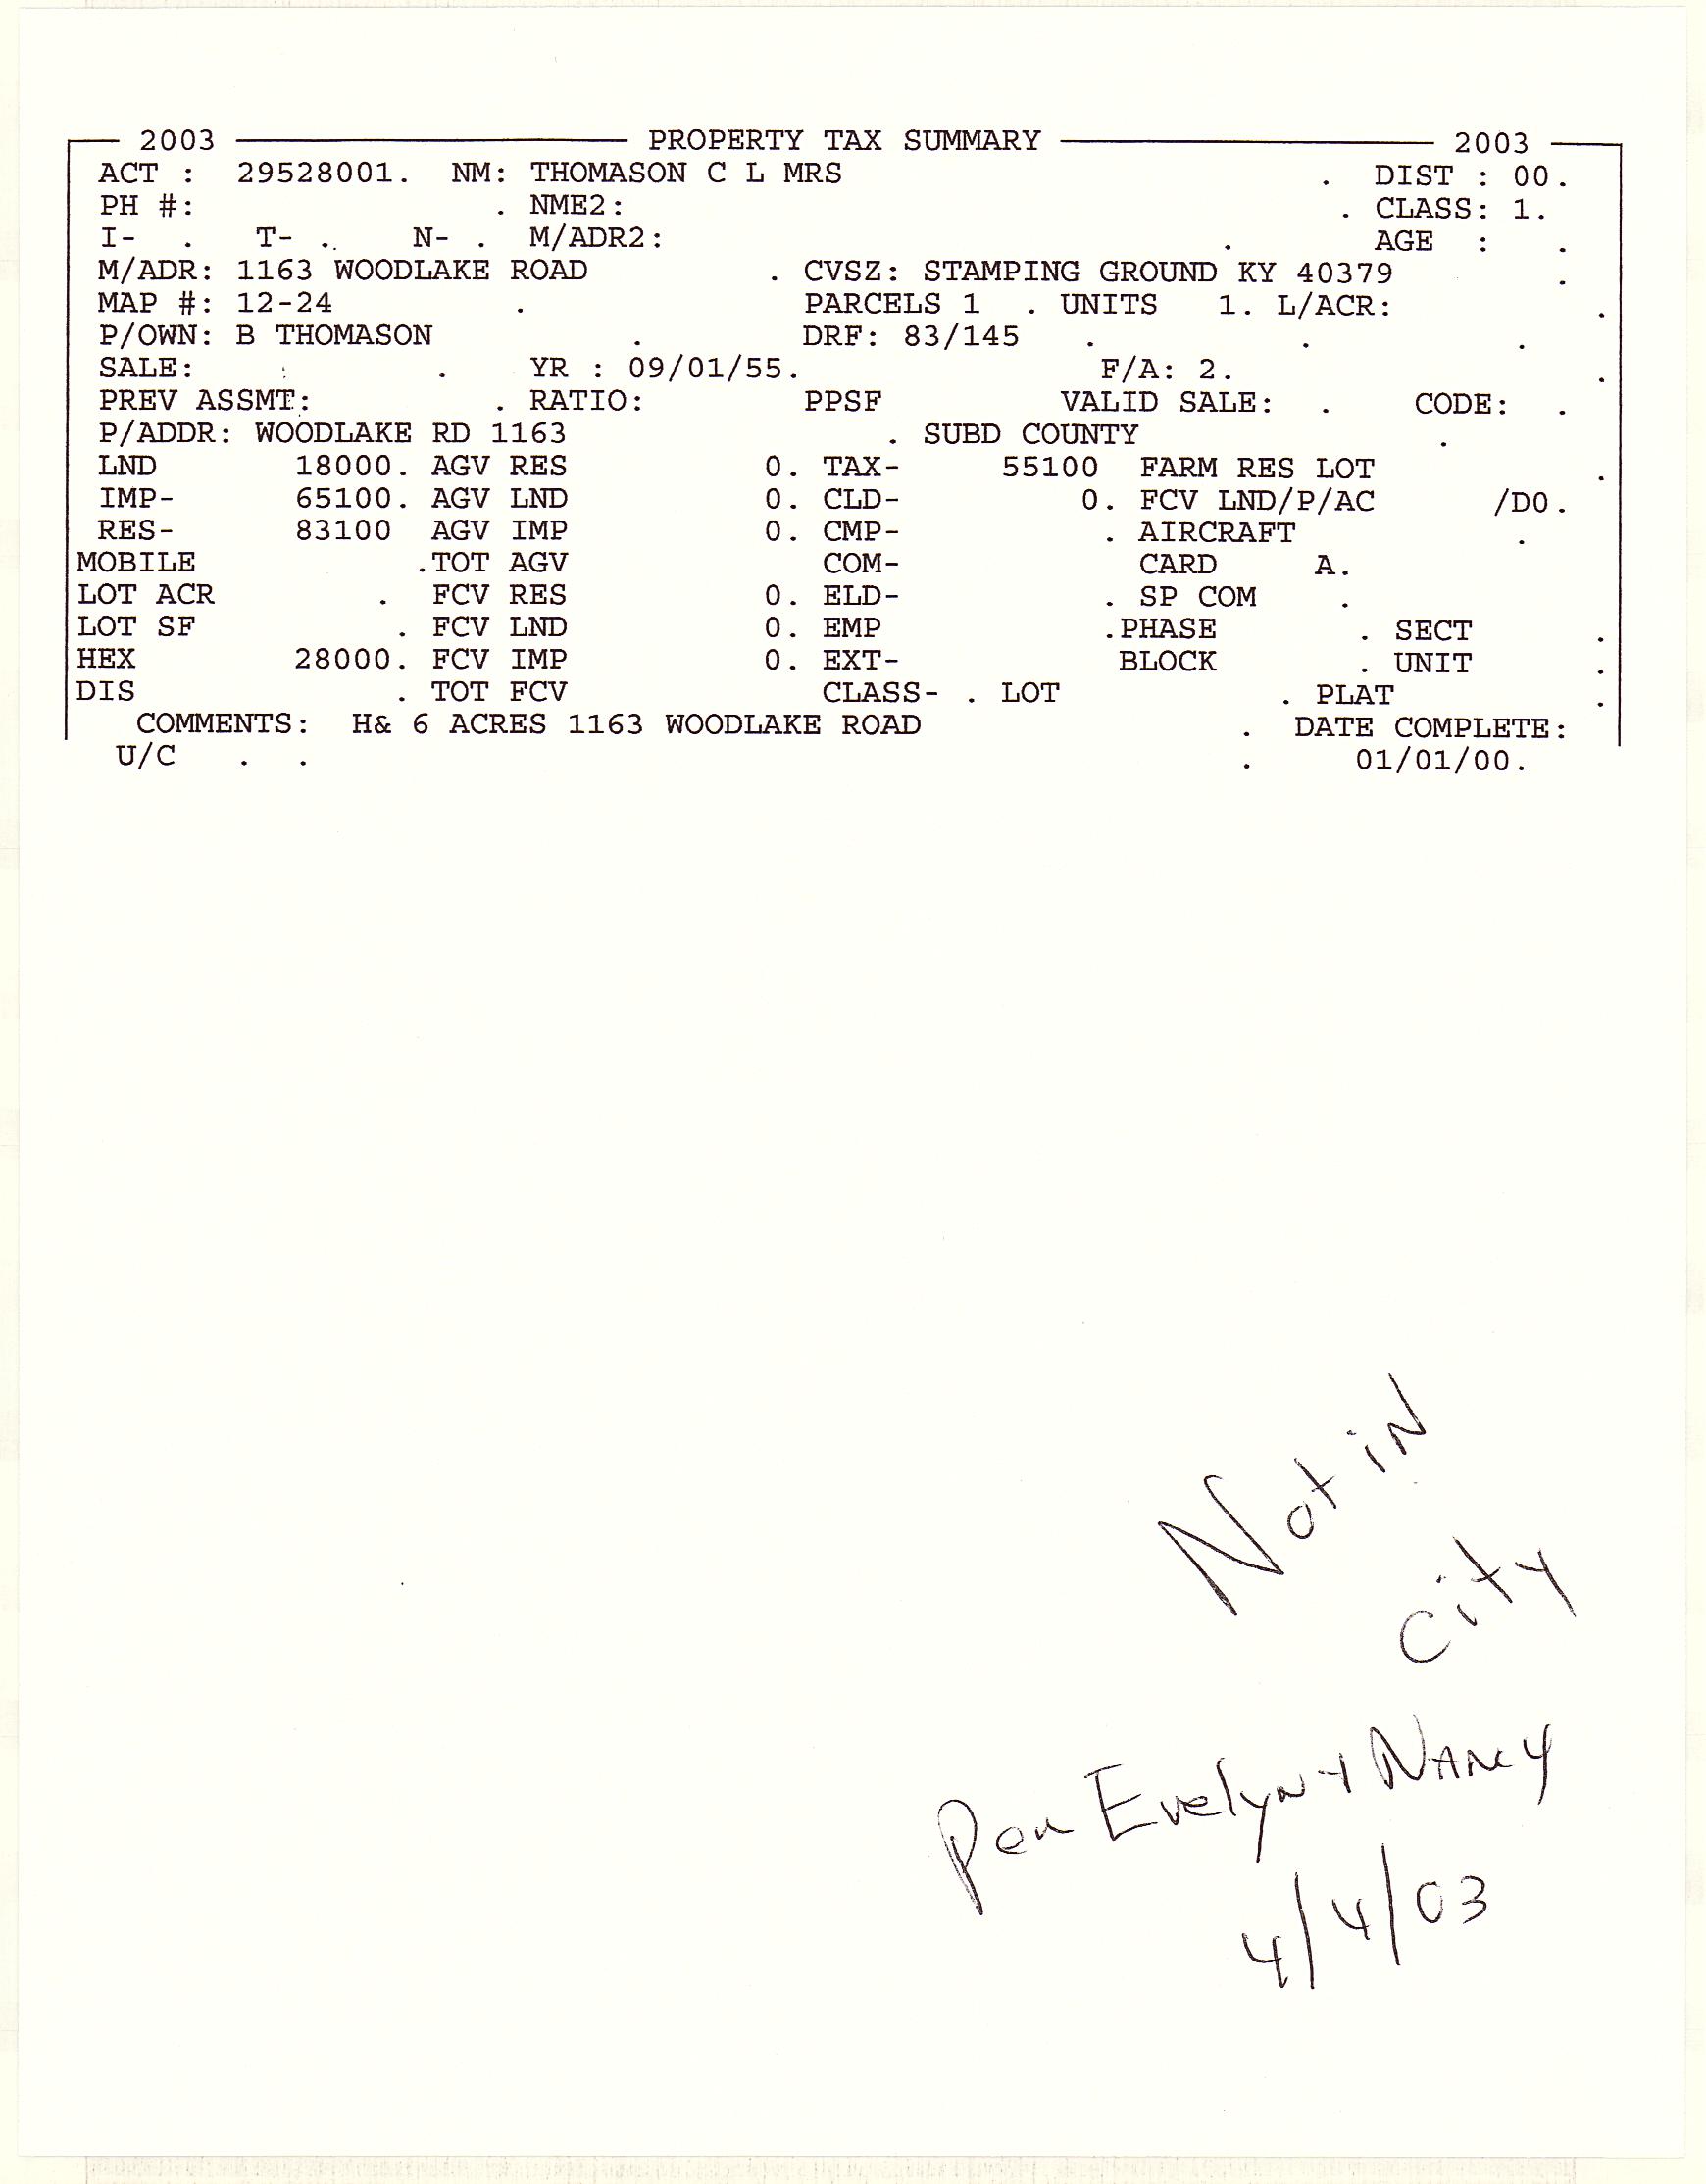 2003 PROPERTY TAX SUMMARY 2003
ACT : 29528001. NM: THOMASON C L MRS . DIST : 00.
PH #: . NME2: . CLASS: 1.
I- . T- .. N- . M/ADR2: . AGE : .
M/ADR: 1163 WOODLAKE ROAD . CVSZ: STAMPING GROUND KY 40379 .
MAP #: 12-24 . PARCELS 1 . UNITS 1. L/ACR: .
P/OWN: B THOMASON . DRF: 83/145 . . .
SALE: . YR : 09/01/55. F/A: 2. .
PREV ASSMT: . RATIO: PPSF VALID SALE: . CODE: .
P/ADDR: WOODLAKE RD 1163 . SUBD COUNTY .
LND 18000. AGV RES 0. TAX- 55100 FARM RES LOT .
IMP- 65100. AGV LND 0. CLD- 0. FCV LND/P/AC /D0.
RES- 83100 AGV IMP 0. CMP- . AIRCRAFT .
MOBILE .TOT AGV COM- CARD A.
LOT ACR . FCV RES 0. ELD- . SP COM .
LOT SF . FCV LND 0. EMP .PHASE . SECT .
HEX 28000. FCV IMP 0. EXT- BLOCK . UNIT .
DIS . TOT FCV CLASS- . LOT . PLAT .
COMMENTS: H& 6 ACRES 1163 WOODLAKE ROAD . DATE COMPLETE:
U/C . . . 01/01/00.
Not in
city
Per Evelyn + Nancy
4/4/03